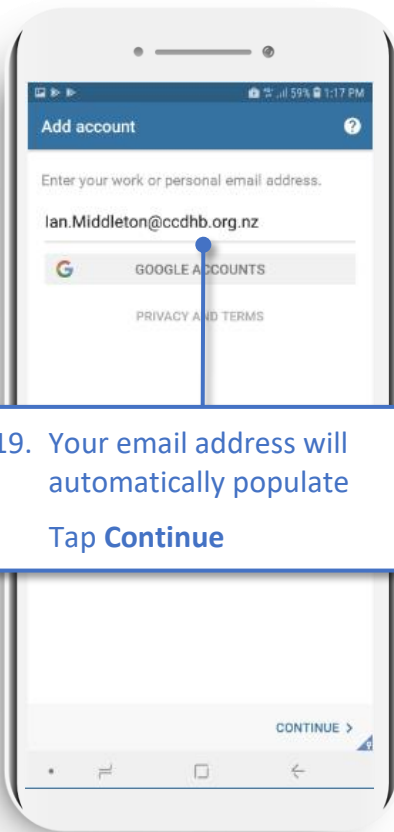 59% 1:17 PM
Add account ?
Enter your work or personal email address.
Ian.Middleton@ccdhb.org.nz
G GOOGLE ACCOUNTS
PRIVACY AND TERMS
19. Your email address will
automatically populate
Tap Continue
CONTINUE >